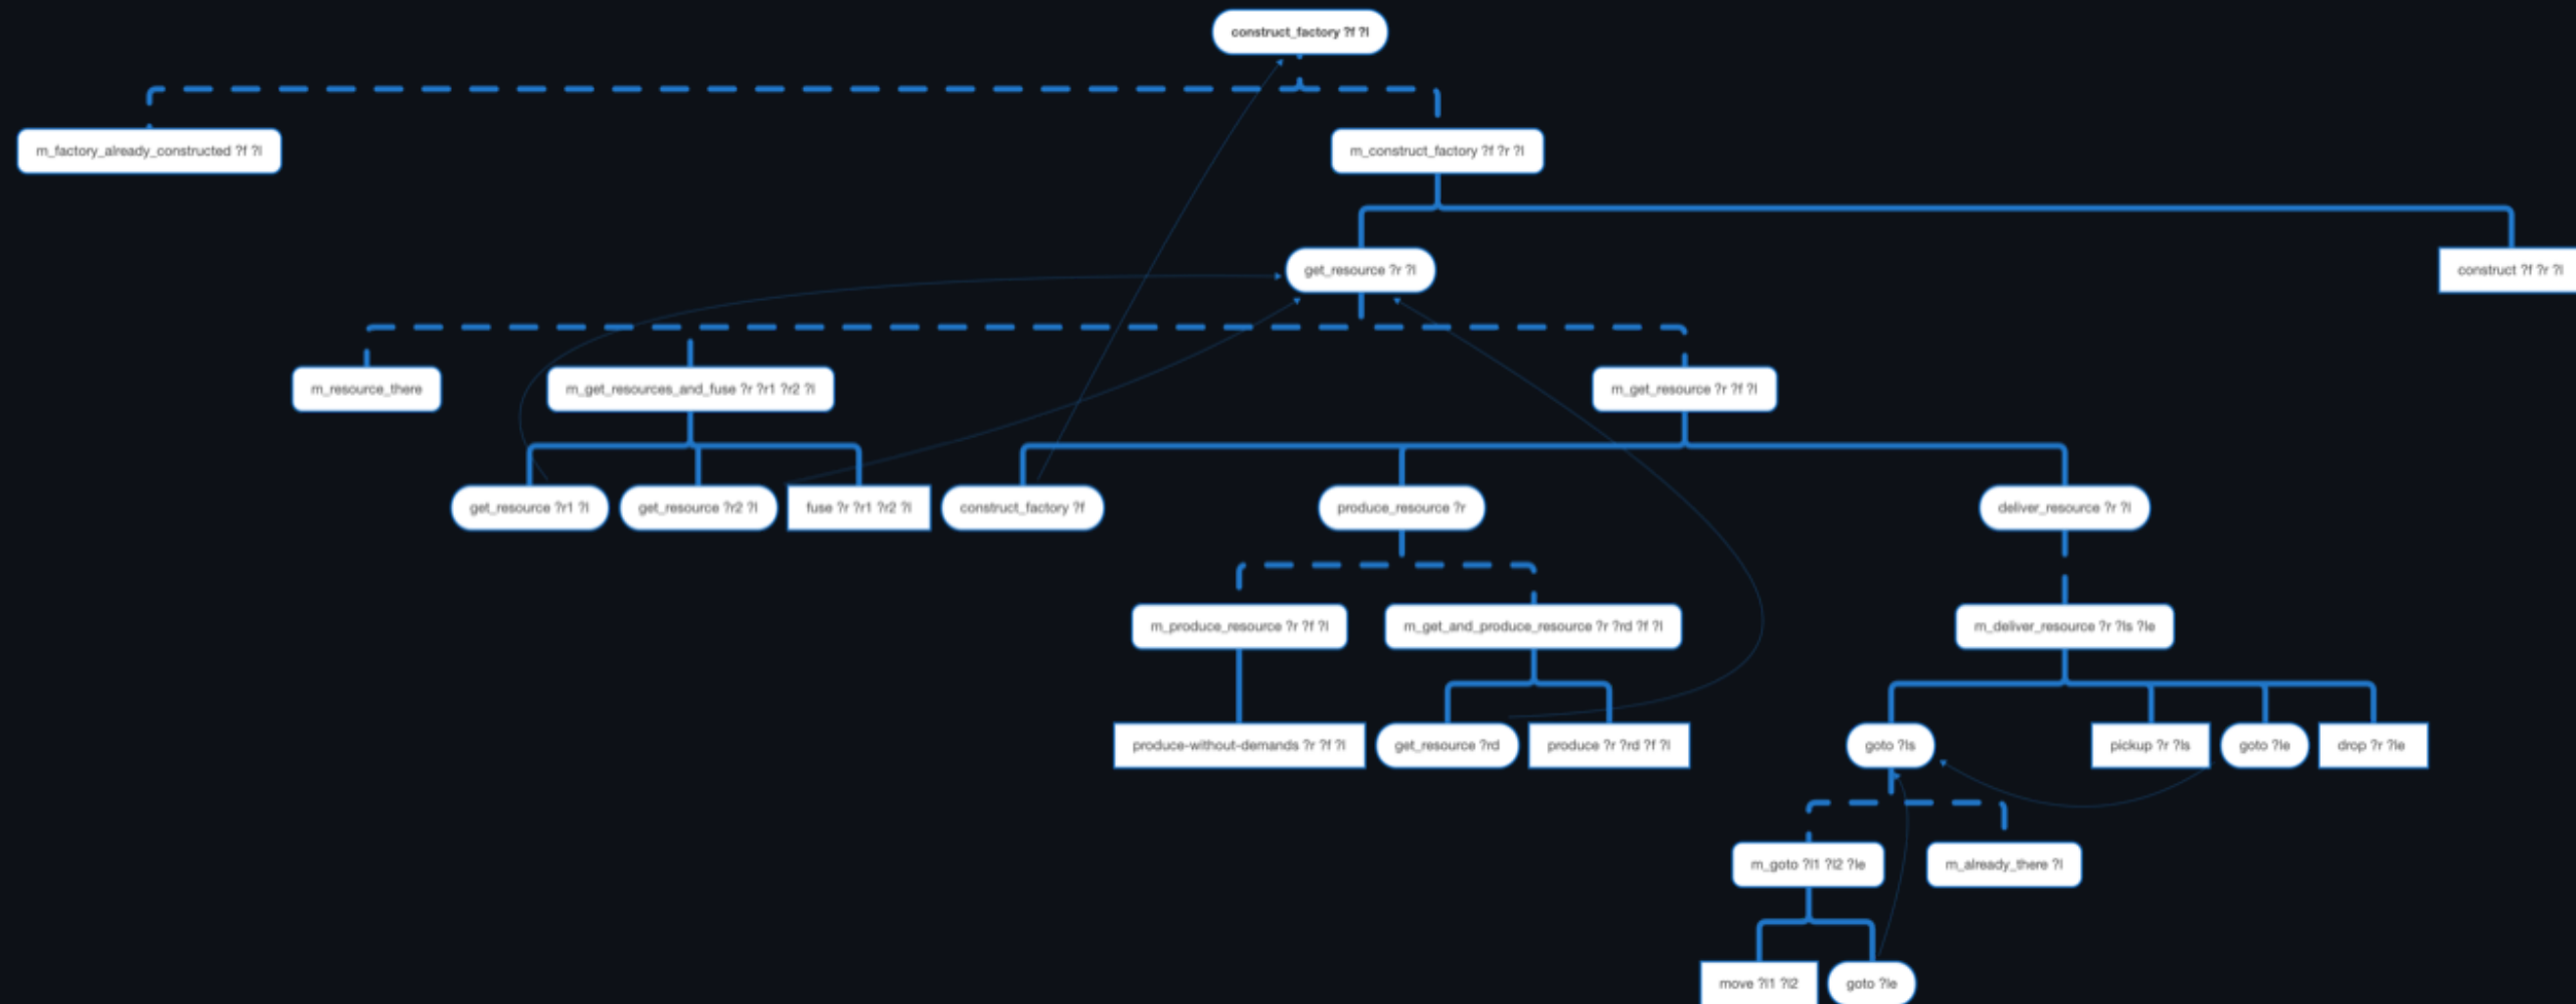 construct_factory ?f ?l
m_factory_already_constructed ?f ?l
m_construct_factory ?f ?r ?l
get_resource ?r ?l
construct ?f ?r ?l
m_resource_there
m_get_resources_and_fuse ?r ?r1 ?r2 ?l
m_get_resource ?r ?f ?l
get_resource ?r1 ?l
get_resource ?r2 ?l
fuse ?r ?r1 ?r2 ?l
construct_factory ?f
produce_resource ?r
deliver_resource ?r ?l
m_produce_resource ?r ?f ?l
m_get_and_produce_resource ?r ?rd ?f ?l
m_deliver_resource ?r ?ls ?le
produce-without-demands ?r ?f ?l
get_resource ?rd
produce ?r ?rd ?f ?l
goto ?ls
pickup ?r ?ls
goto ?le
drop ?r ?le
m_goto ?l1 ?l2 ?le
m_already_there ?l
move ?l1 ?l2
goto ?le